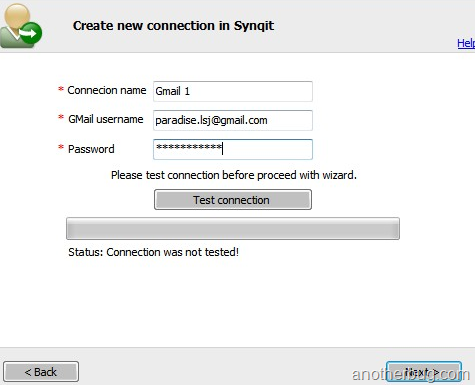 Create new connection in Synqit
Help
* Connecion name Gmail 1
* GMail username paradise.lsj@gmail.com
* Password ***********
Please test connection before proceed with wizard.
Test connection
Status: Connection was not tested!
< Back
Next >
anotherbug.com